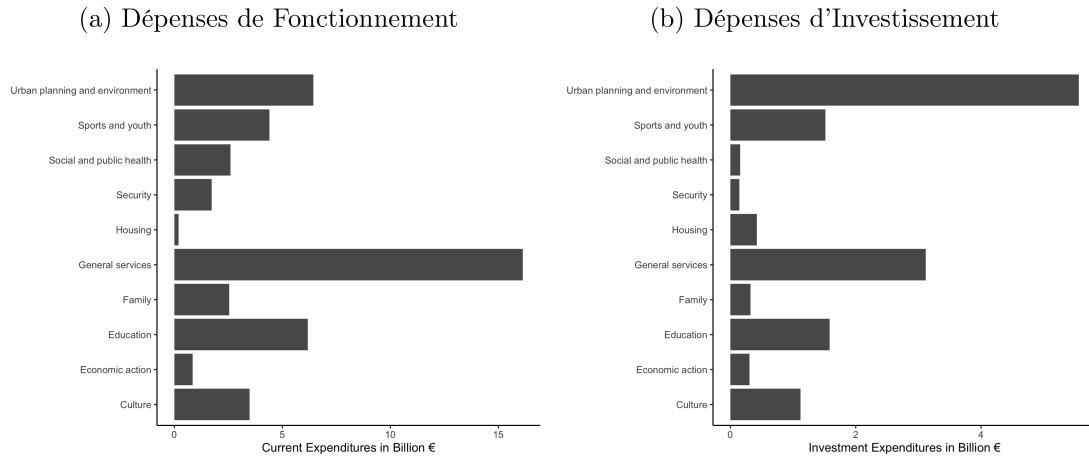 (a) Dépenses de Fonctionnement
Urban planning and environment
Sports and youth
Social and public health
Security
Housing
General services
Family
Education
Economic action
Culture
0 5 10 15
Current Expenditures in Billion €
(b) Dépenses d'Investissement
Urban planning and environment
Sports and youth
Social and public health
Security
Housing
General services
Family
Education
Economic action
Culture
0 2 4
Investment Expenditures in Billion €